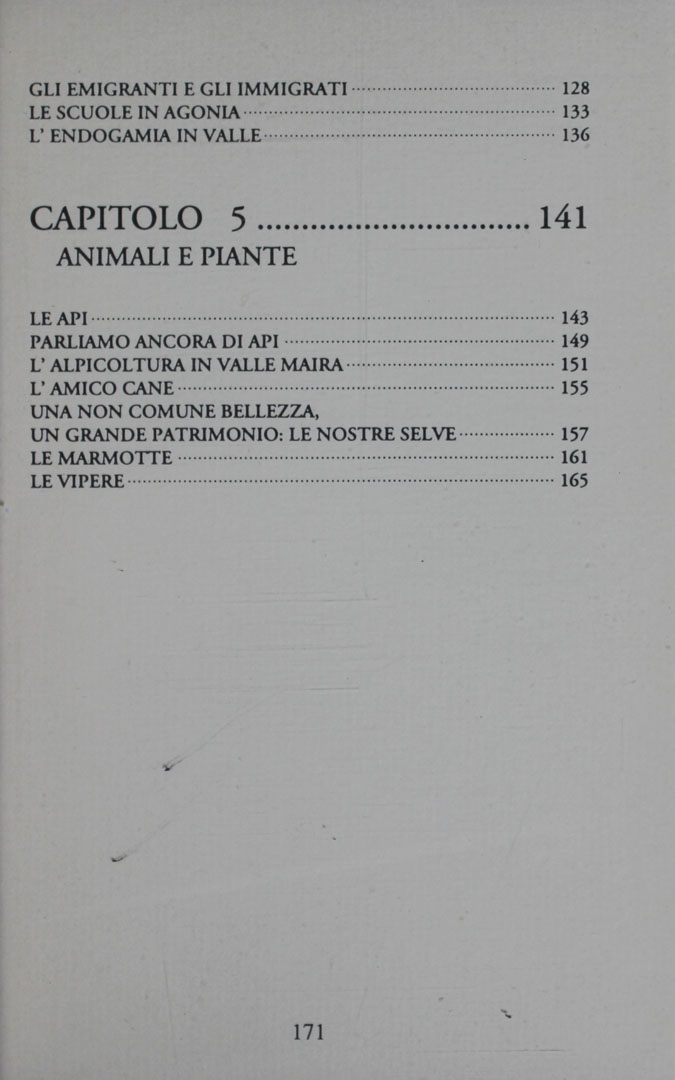 GLI EMIGRANTI E GLI IMMIGRATI 128
LE SCUOLE IN AGONIA 133
L' ENDOGAMIA IN VALLE 136
CAPITOLO 5 141
ANIMALI E PIANTE
LE API 143
PARLIAMO ANCORA DI API 149
L' ALPICOLTURA IN VALLE MAIRA 151
L' AMICO CANE 155
UNA NON COMUNE BELLEZZA,
UN GRANDE PATRIMONIO: LE NOSTRE SELVE 157
LE MARMOTTE 161
LE VIPERE 165
171